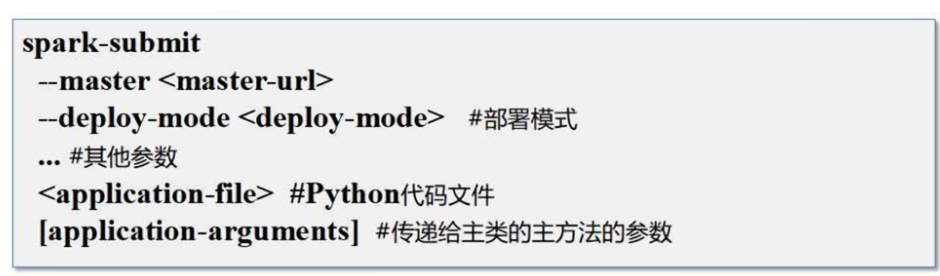 spark-submit
--master <master-url>
--deploy-mode <deploy-mode> #部署模式
... #其他参数
<application-file> #Python代码文件
[application-arguments] #传递给主类的主方法的参数